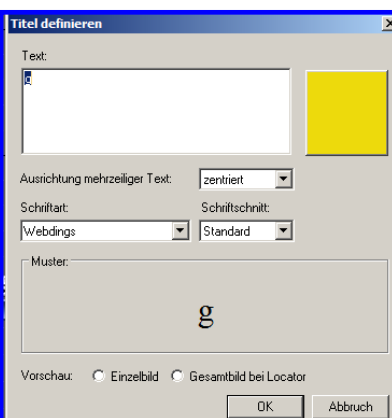 Titel definieren
Text:
g
Ausrichtung mehrzeiliger Text: zentriert
Schriftart: Schriftschnitt:
Webdings Standard
Muster:
g
Vorschau: Einzelbild Gesamtbild bei Locator
OK Abbruch